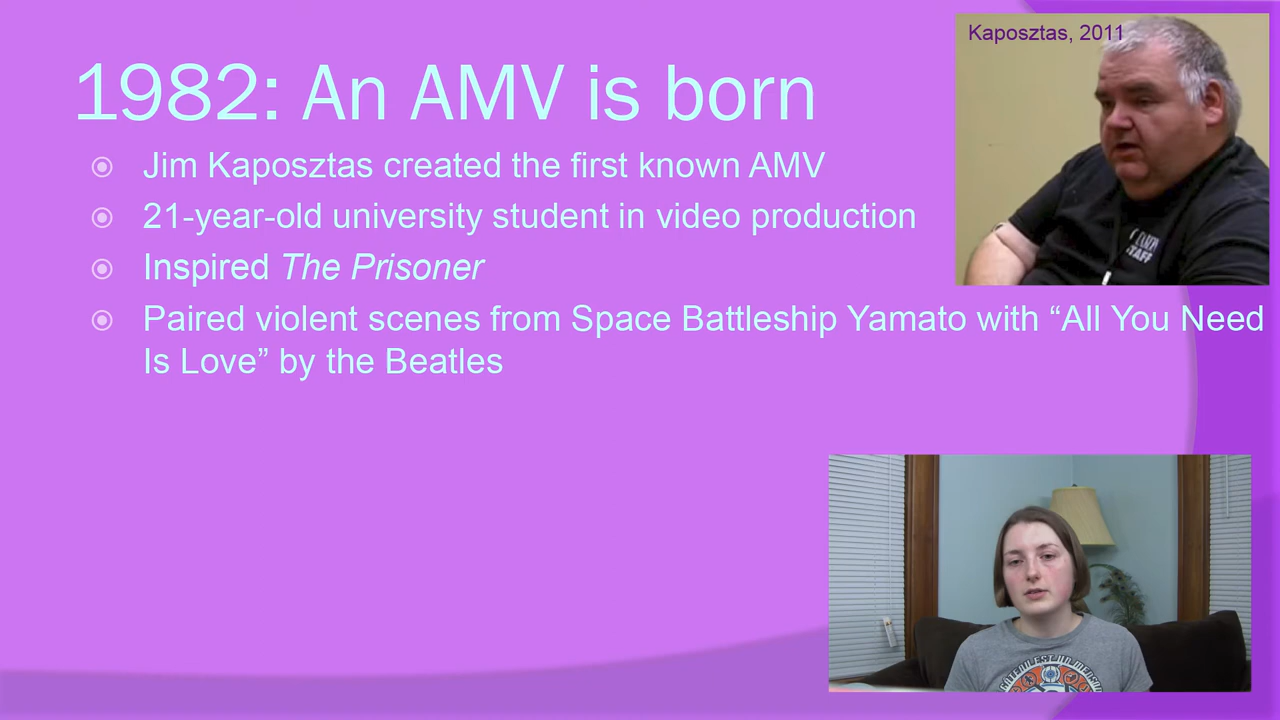 Kaposztas, 2011
1982: An AMV is born
Jim Kaposztas created the first known AMV
21-year-old university student in video production
Inspired The Prisoner
Paired violent scenes from Space Battleship Yamato with “All You Need
Is Love” by the Beatles
STAFF